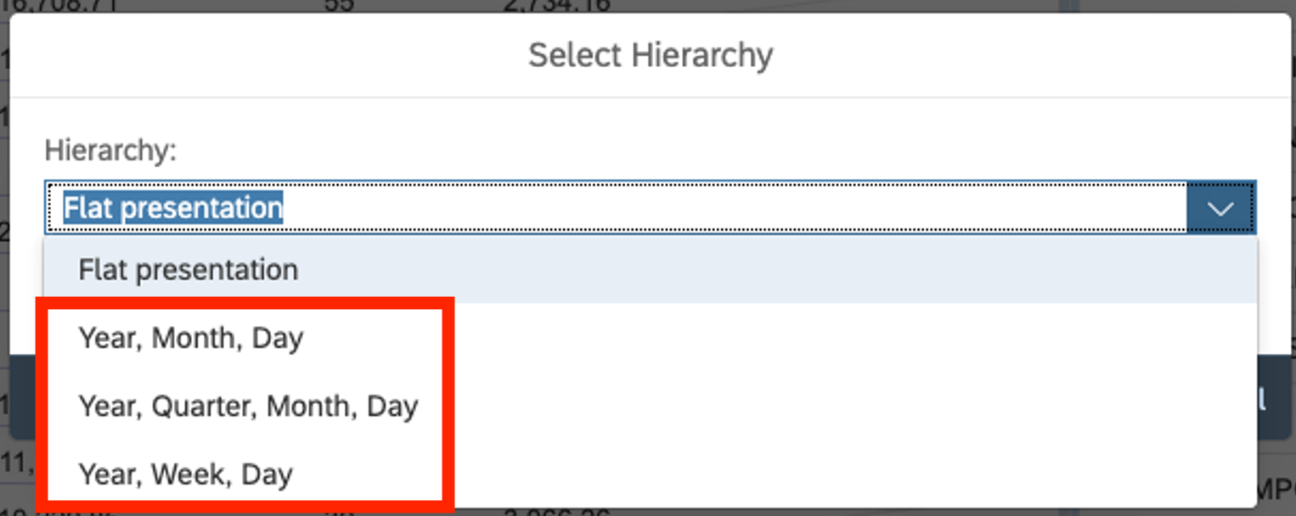 16,708.71 55 2,734.16
Select Hierarchy
Hierarchy:
Flat presentation
Flat presentation
Year, Month, Day
Year, Quarter, Month, Day
Year, Week, Day
11,